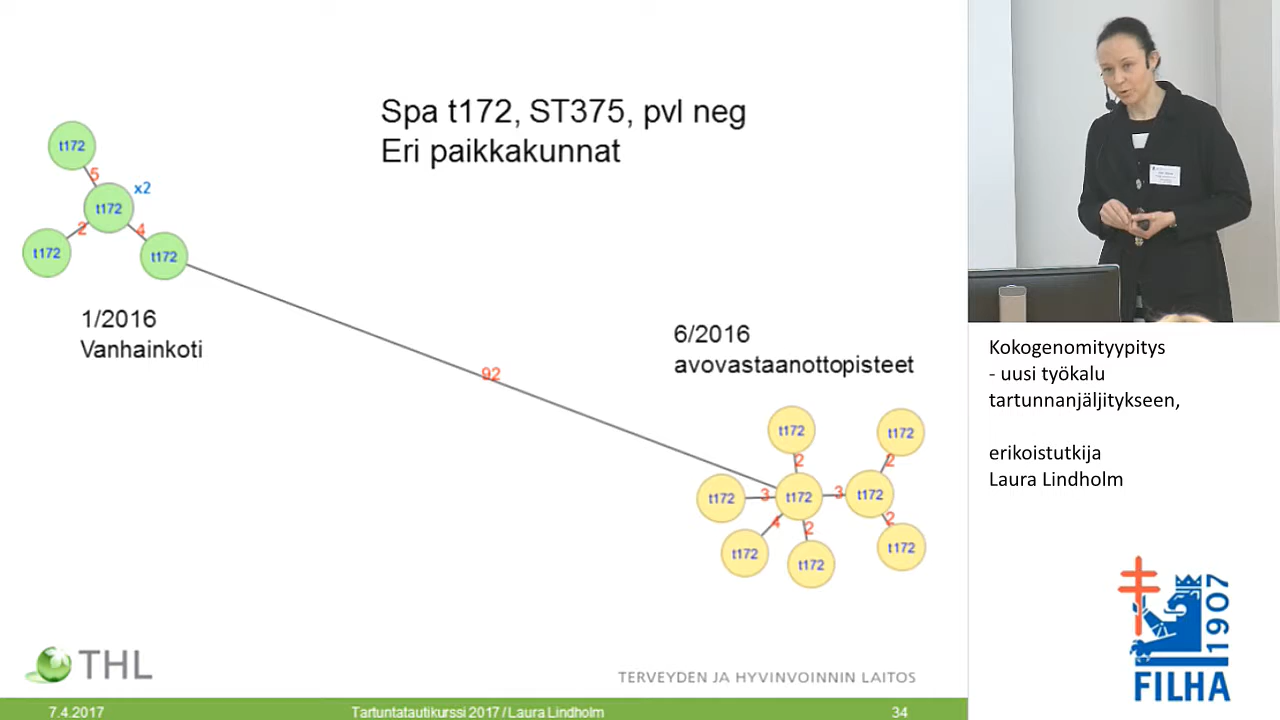 Spa t172, ST375, pvl neg
Eri paikkakunnat
t172
5
x2
t172
2
4
t172
t172
1/2016
Vanhainkoti
92
6/2016
avovastaanottopisteet
t172
t172
2
2
t172
3
t172
3
t172
4
2
2
t172
t172
t172
THL
TERVEYDEN JA HYVINVOINNIN LAITOS
7.4.2017
Tartuntatautikurssi 2017 / Laura Lindholm
34
Kokogenomityypitys
- uusi työkalu
tartunnanjäljitykseen,
erikoistutkija
Laura Lindholm
1907
FILHA